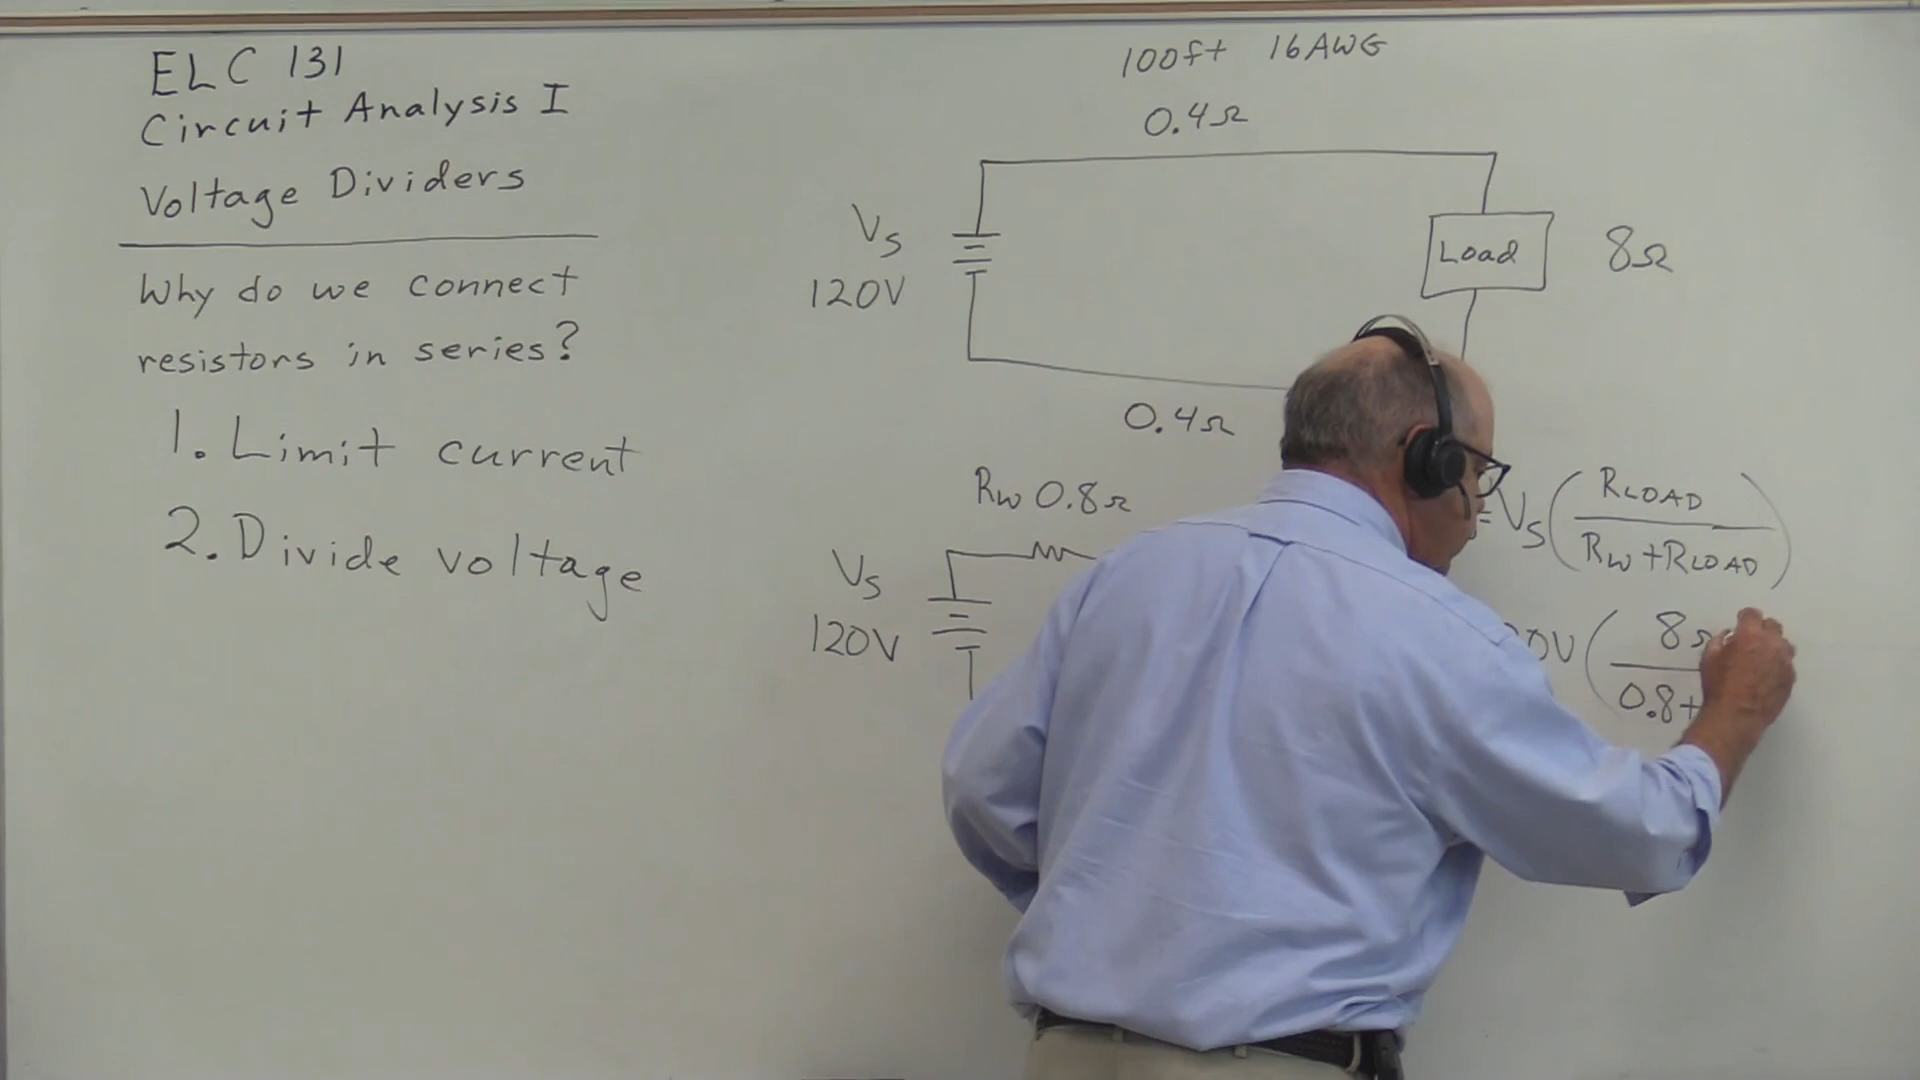 ELC 131
Circuit Analysis I
Voltage Dividers
Why do we connect
resistors in series?
1. Limit current
2. Divide voltage
100ft 16AWG
0.4Ω
Vs
120V
Load
8Ω
0.4Ω
Rw 0.8Ω
Vs
120V
=Vs(RLOAD
Rw+RLOAD)
0V(8Ω
0.8+